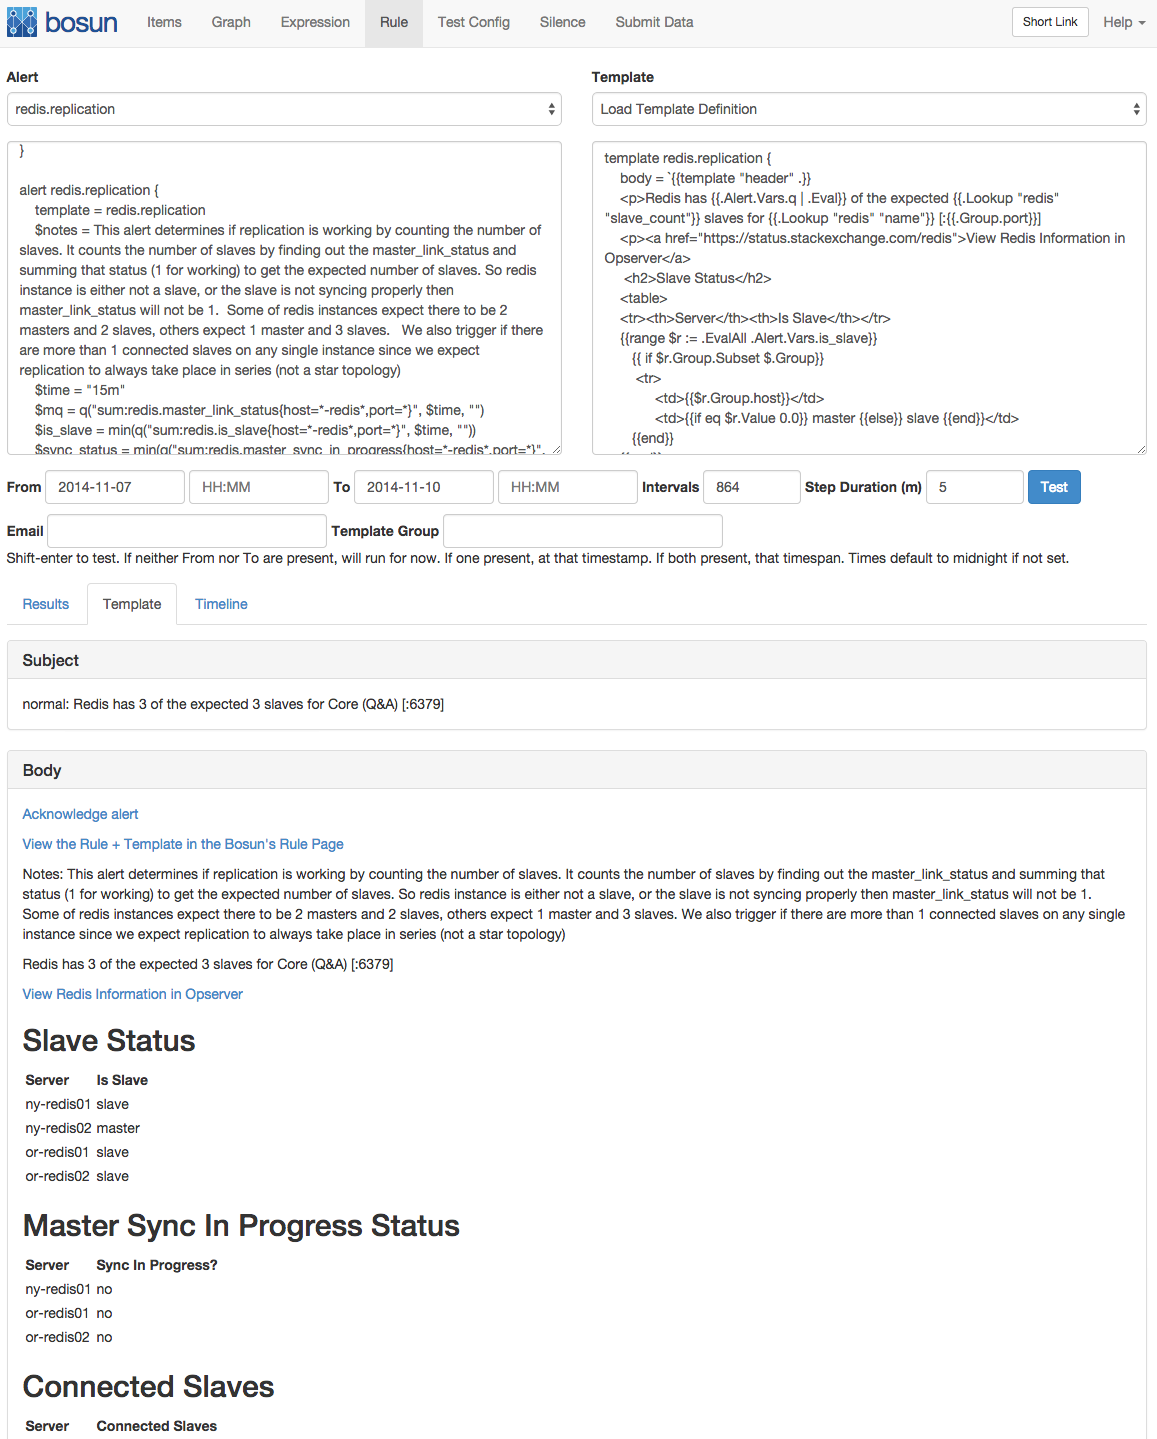 bosun Items Graph Expression Rule Test Config Silence Submit Data Short Link Help
Alert
redis.replication
}
alert redis.replication {
template = redis.replication
$notes = This alert determines if replication is working by counting the number of
slaves. It counts the number of slaves by finding out the master_link_status and
summing that status (1 for working) to get the expected number of slaves. So redis
instance is either not a slave, or the slave is not syncing properly then
master_link_status will not be 1.  Some of redis instances expect there to be 2
masters and 2 slaves, others expect 1 master and 3 slaves.   We also trigger if there
are more than 1 connected slaves on any single instance since we expect
replication to always take place in series (not a star topology)
$time = "15m"
$mq = q("sum:redis.master_link_status{host=*-redis*,port=*}", $time, "")
$is_slave = min(q("sum:redis.is_slave{host=*-redis*,port=*}", $time, ""))
$sync_status = min(q("sum:redis.master_sync_in_progress{host=*-redis*,port=*}",
Template
Load Template Definition
template redis.replication {
body = `{{template "header" .}}
<p>Redis has {{.Alert.Vars.q | .Eval}} of the expected {{.Lookup "redis"
"slave_count"}} slaves for {{.Lookup "redis" "name"}} [:{{.Group.port}}]
<p><a href="https://status.stackexchange.com/redis">View Redis Information in
Opserver</a>
<h2>Slave Status</h2>
<table>
<tr><th>Server</th><th>Is Slave</th></tr>
{{range $r := .EvalAll .Alert.Vars.is_slave}}
{{ if $r.Group.Subset $.Group}}
<tr>
<td>{{$r.Group.host}}</td>
<td>{{if eq $r.Value 0.0}} master {{else}} slave {{end}}</td>
{{end}}
From 2014-11-07 HH:MM To 2014-11-10 HH:MM Intervals 864 Step Duration (m) 5 Test
Email Template Group
Shift-enter to test. If neither From nor To are present, will run for now. If one present, at that timestamp. If both present, that timespan. Times default to midnight if not set.
Results Template Timeline
Subject
normal: Redis has 3 of the expected 3 slaves for Core (Q&A) [:6379]
Body
Acknowledge alert
View the Rule + Template in the Bosun's Rule Page
Notes: This alert determines if replication is working by counting the number of slaves. It counts the number of slaves by finding out the master_link_status and summing that
status (1 for working) to get the expected number of slaves. So redis instance is either not a slave, or the slave is not syncing properly then master_link_status will not be 1.
Some of redis instances expect there to be 2 masters and 2 slaves, others expect 1 master and 3 slaves. We also trigger if there are more than 1 connected slaves on any single
instance since we expect replication to always take place in series (not a star topology)
Redis has 3 of the expected 3 slaves for Core (Q&A) [:6379]
View Redis Information in Opserver
Slave Status
Server Is Slave
ny-redis01 slave
ny-redis02 master
or-redis01 slave
or-redis02 slave
Master Sync In Progress Status
Server Sync In Progress?
ny-redis01 no
or-redis01 no
or-redis02 no
Connected Slaves
Server Connected Slaves